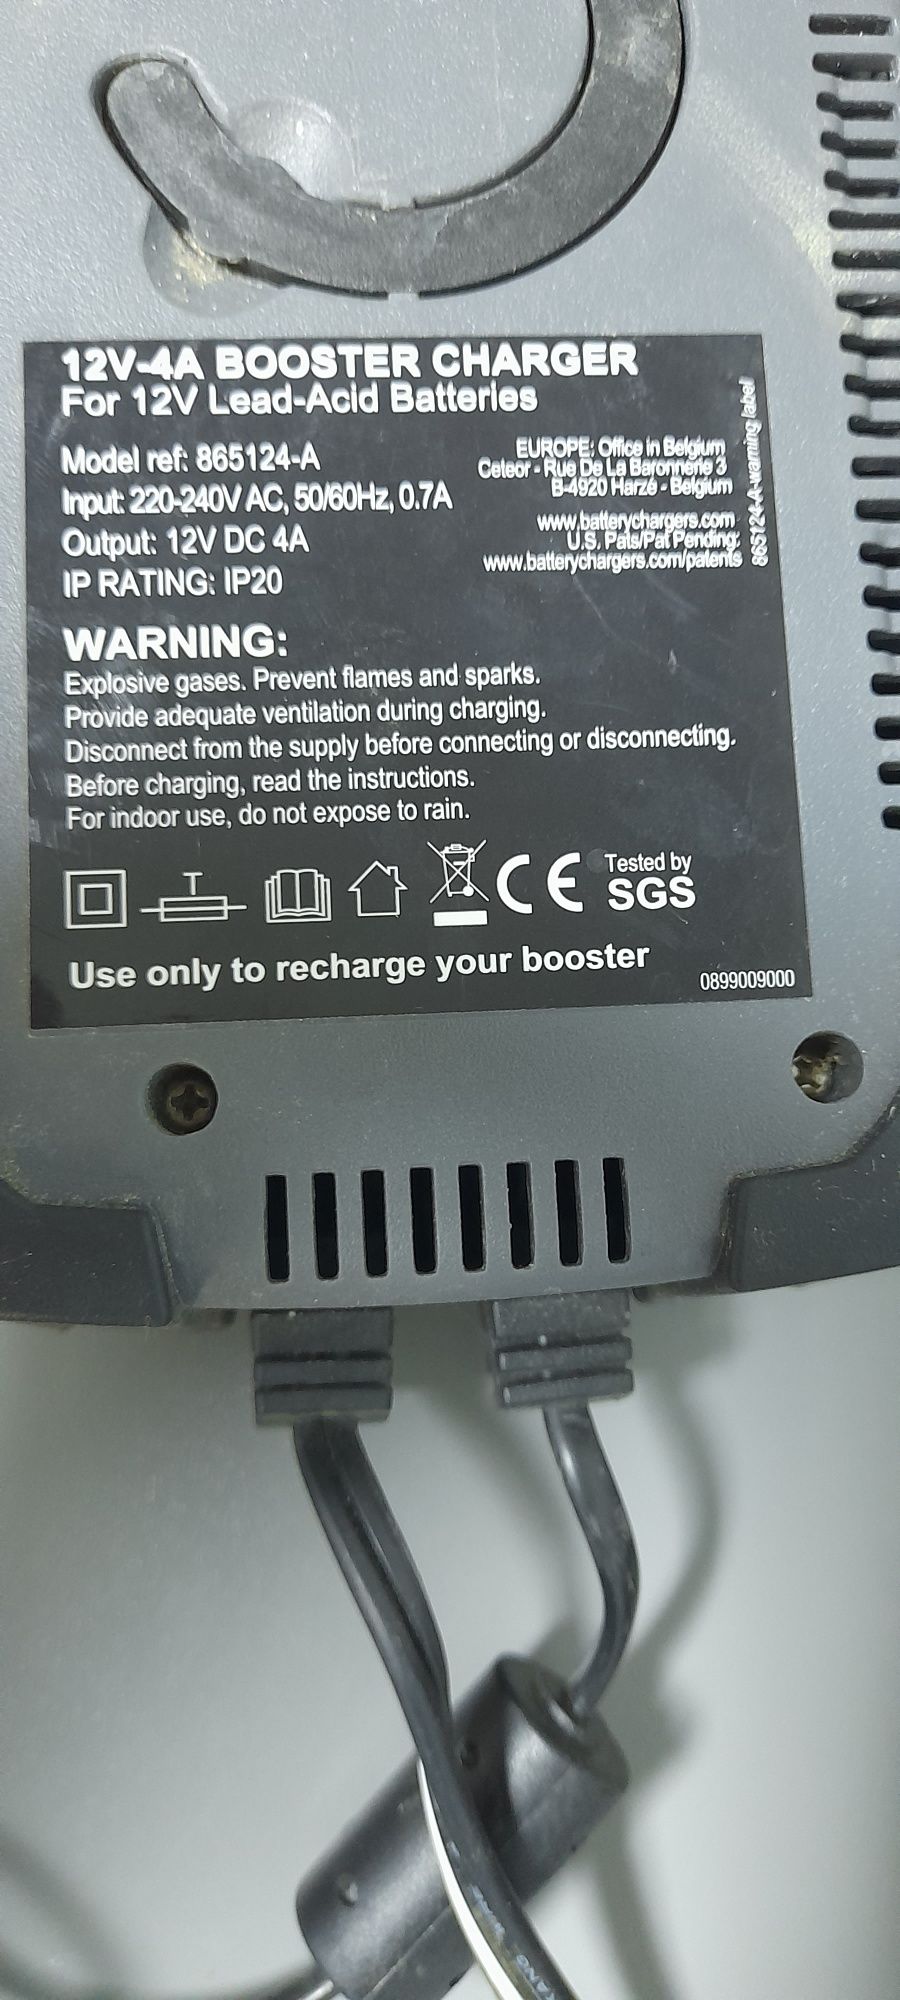 12V-4A BOOSTER CHARGER
For 12V Lead-Acid Batteries
Model ref: 865124-A
Input: 220-240V AC, 50/60Hz, 0.7A
Output: 12V DC 4A
IP RATING: IP20
EUROPE: Office in Belgium
Ceteor - Rue De La Baronnerie 3
B-4920 Harzé - Belgium
www.batterychargers.com
U.S. Pats/Pat Pending:
www.batterychargers.com/patents
865124-A-warning label
WARNING:
Explosive gases. Prevent flames and sparks.
Provide adequate ventilation during charging.
Disconnect from the supply before connecting or disconnecting.
Before charging, read the instructions.
For indoor use, do not expose to rain.
T
CE
Tested by
SGS
Use only to recharge your booster
0899009000